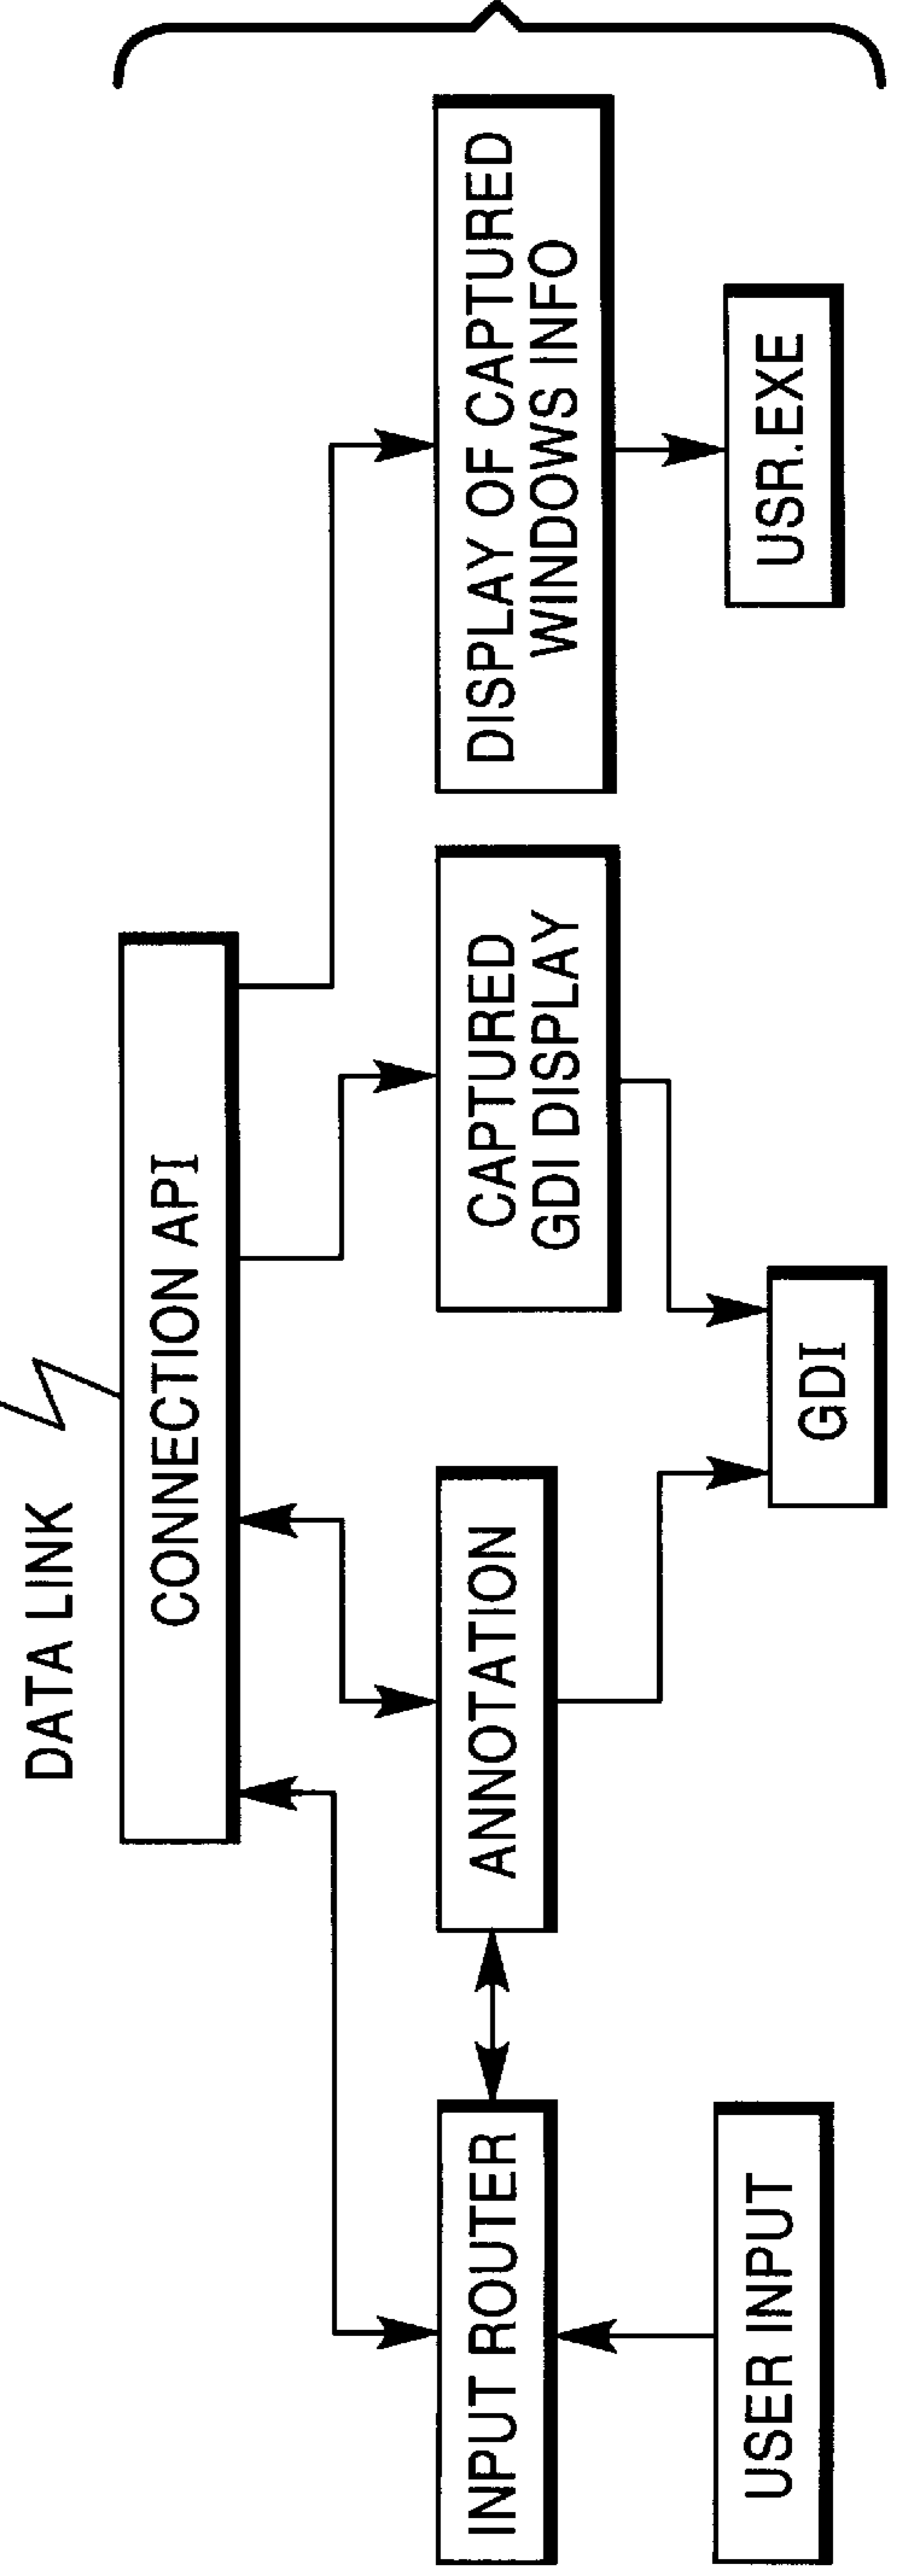 DATA LINK
CONNECTION API
INPUT ROUTER
ANNOTATION
CAPTURED
GDI DISPLAY
DISPLAY OF CAPTURED
WINDOWS INFO
USER INPUT
GDI
USR.EXE